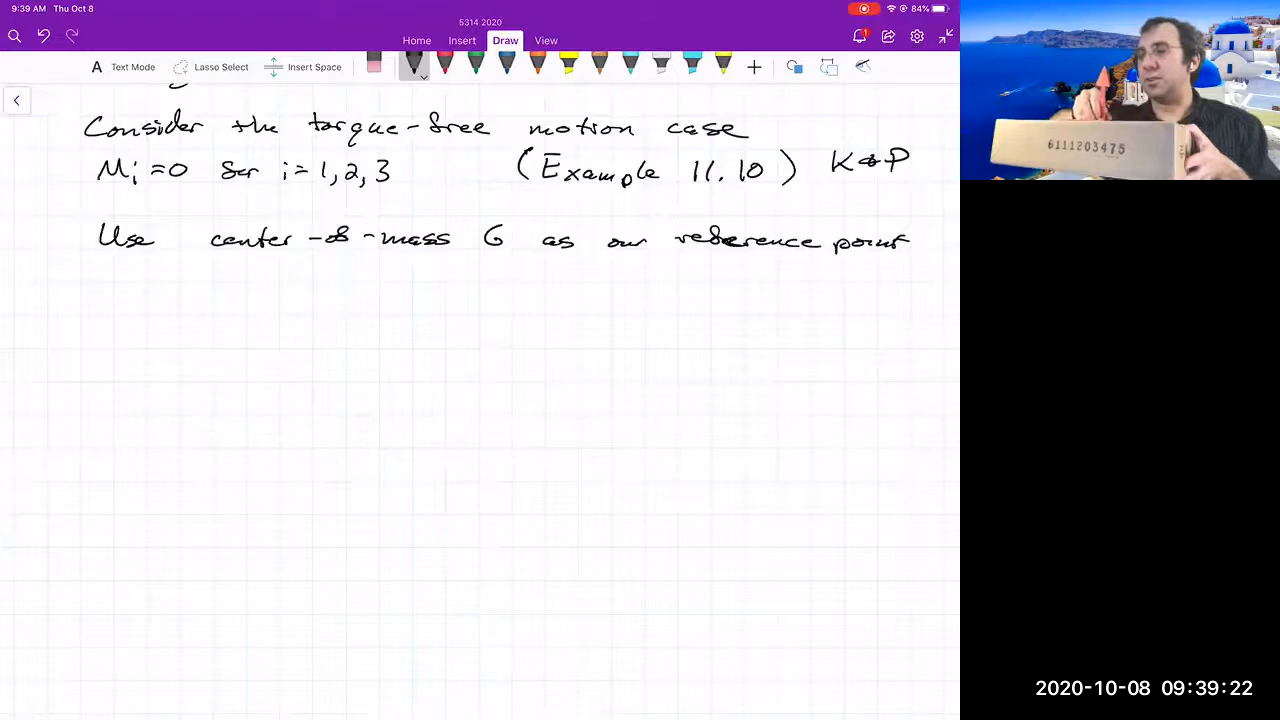 9:39 AM Thu Oct 8
84%
5314 2020
Home Insert Draw View
1
Text Mode Lasso Select Insert Space
Consider the torque-free motion case
Mi=0 for i=1,2,3 (Example 11.10) K&P
Use center-of-mass G as our reference point
6111203475
2020-10-08 09:39:22